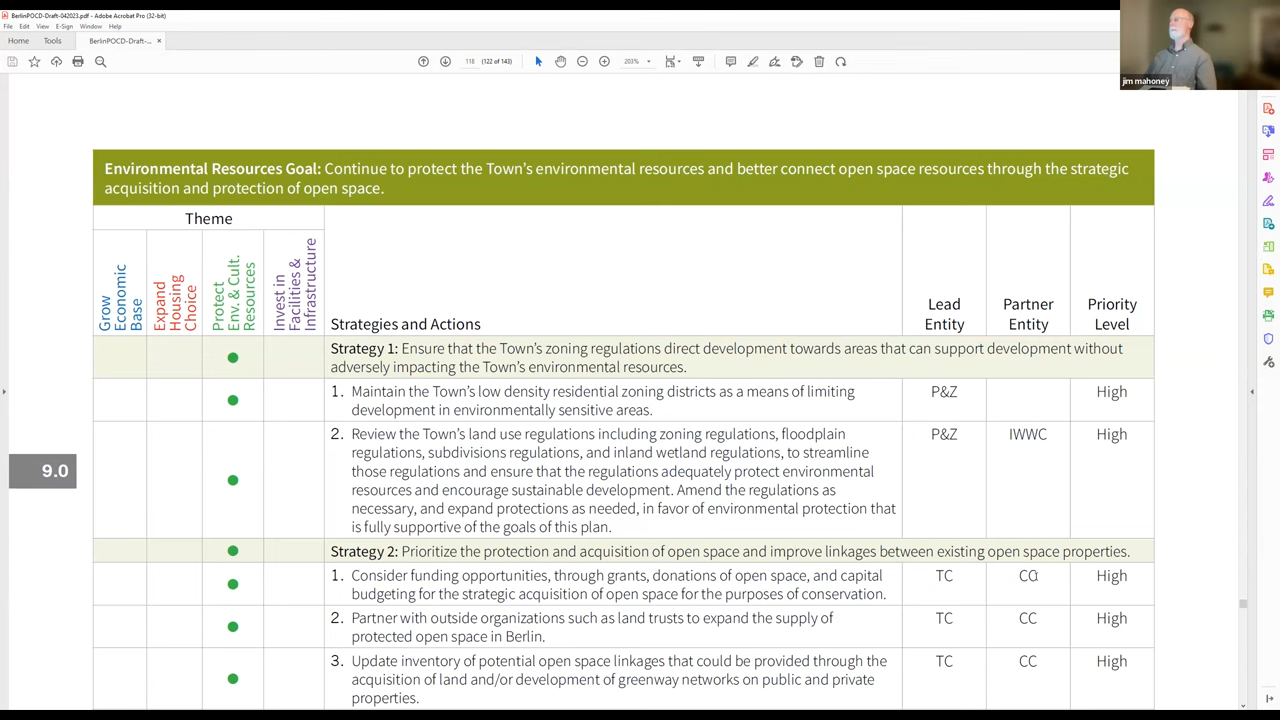 BerlinPOCD-Draft-042023.pdf - Adobe Acrobat Pro (32-bit)
File Edit View E-Sign Window Help
Home Tools BerlinPOCD-Draft-... ×
118 (122 of 143) 203%
jim mahoney
Environmental Resources Goal: Continue to protect the Town's environmental resources and better connect open space resources through the strategic
acquisition and protection of open space.
Theme
Grow
Economic
Base
Expand
Housing
Choice
Protect
Env. & Cult.
Resources
Invest in
Facilities &
Infrastructure
Strategies and Actions
Lead
Entity
Partner
Entity
Priority
Level
Strategy 1: Ensure that the Town's zoning regulations direct development towards areas that can support development without
adversely impacting the Town's environmental resources.
1. Maintain the Town's low density residential zoning districts as a means of limiting P&Z High
development in environmentally sensitive areas.
2. Review the Town's land use regulations including zoning regulations, floodplain P&Z IWWC High
regulations, subdivisions regulations, and inland wetland regulations, to streamline
those regulations and ensure that the regulations adequately protect environmental
resources and encourage sustainable development. Amend the regulations as
necessary, and expand protections as needed, in favor of environmental protection that
is fully supportive of the goals of this plan.
9.0
Strategy 2: Prioritize the protection and acquisition of open space and improve linkages between existing open space properties.
1. Consider funding opportunities, through grants, donations of open space, and capital TC CC High
budgeting for the strategic acquisition of open space for the purposes of conservation.
2. Partner with outside organizations such as land trusts to expand the supply of TC CC High
protected open space in Berlin.
3. Update inventory of potential open space linkages that could be provided through the TC CC High
acquisition of land and/or development of greenway networks on public and private
properties.